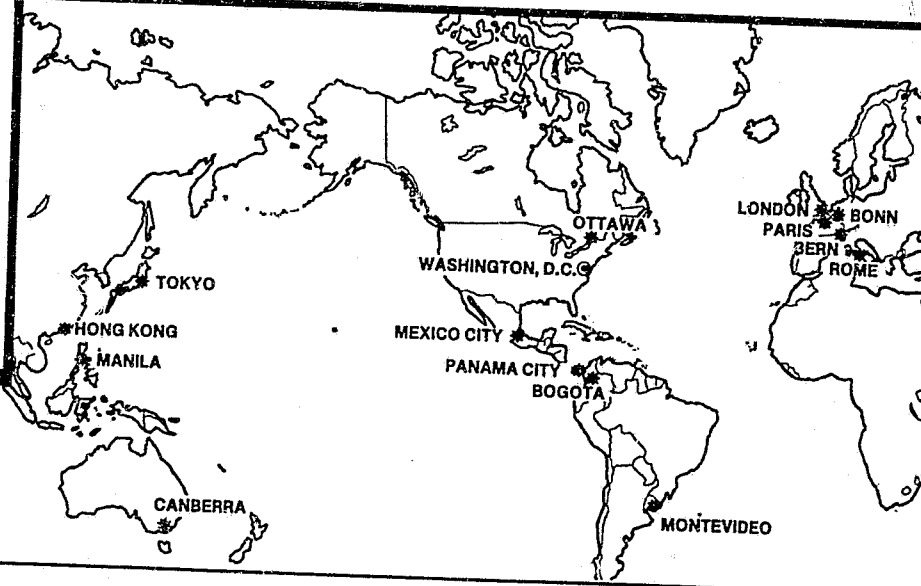 OTTAWA
LONDON
BONN
PARIS
BERN
ROME
WASHINGTON, D.C.
TOKYO
HONG KONG
MEXICO CITY
MANILA
PANAMA CITY
BOGOTA
CANBERRA
MONTEVIDEO